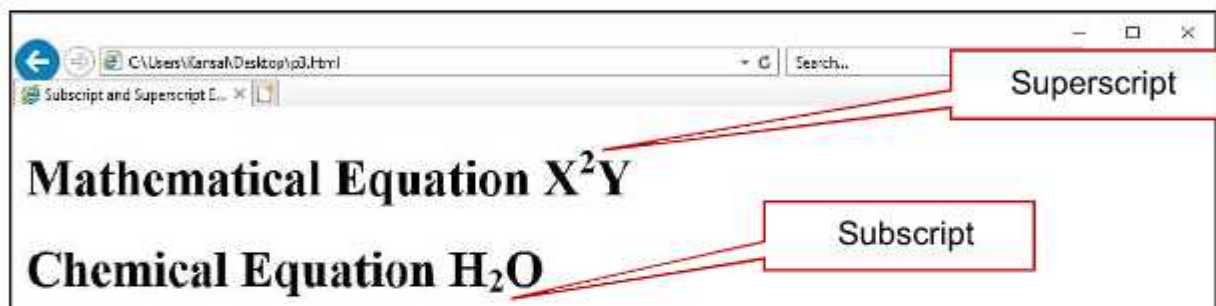 C:\Users\Kansal\Desktop\p3.Html
Search...
Subscript and Superscript E...
Superscript
Mathematical Equation X²Y
Subscript
Chemical Equation H₂O